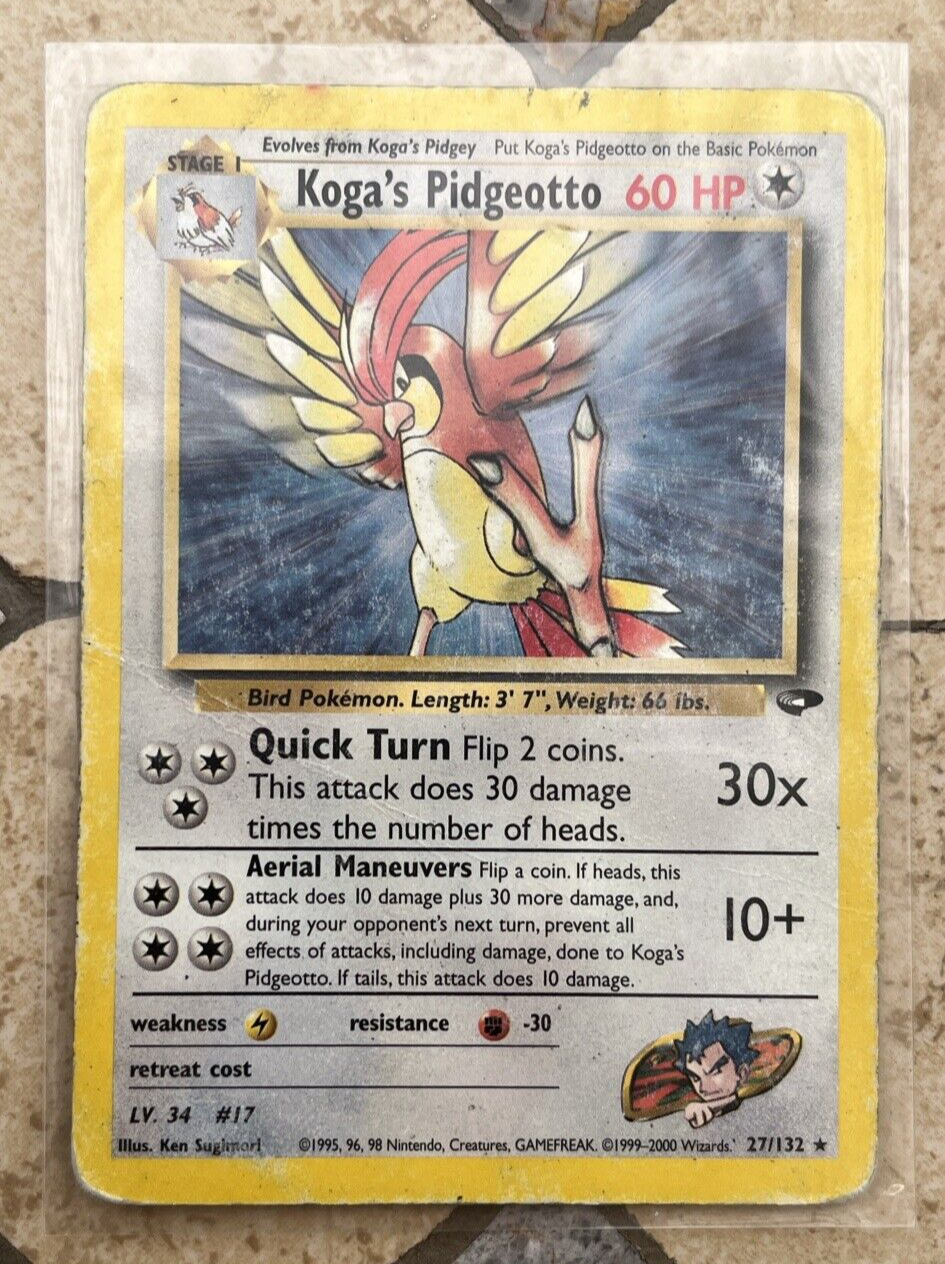 Evolves from Koga's Pidgey Put Koga's Pidgeotto on the Basic Pokémon
STAGE 1
Koga's Pidgeotto 60 HP
Bird Pokémon. Length: 3' 7", Weight: 66 lbs.
Quick Turn Flip 2 coins.
This attack does 30 damage
times the number of heads.
30x
Aerial Maneuvers Flip a coin. If heads, this
attack does 10 damage plus 30 more damage, and,
during your opponent's next turn, prevent all
effects of attacks, including damage, done to Koga's
Pidgeotto. If tails, this attack does 10 damage.
10+
weakness resistance -30
retreat cost
LV. 34 #17
Illus. Ken Sugimori ©1995, 96, 98 Nintendo, Creatures, GAMEFREAK. ©1999–2000 Wizards. 27/132 ★